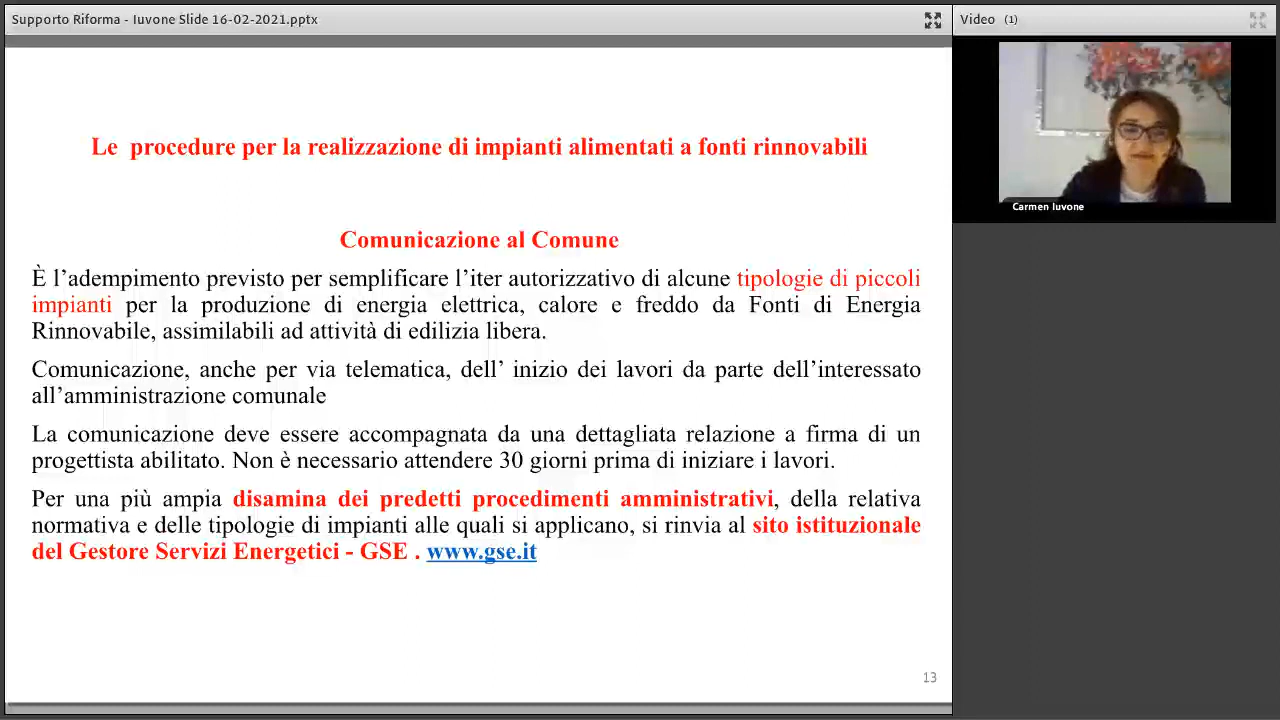 Supporto Riforma - Iuvone Slide 16-02-2021.pptx
Video (1)
Carmen Iuvone
Le procedure per la realizzazione di impianti alimentati a fonti rinnovabili
Comunicazione al Comune
È l’adempimento previsto per semplificare l’iter autorizzativo di alcune tipologie di piccoli
impianti per la produzione di energia elettrica, calore e freddo da Fonti di Energia
Rinnovabile, assimilabili ad attività di edilizia libera.
Comunicazione, anche per via telematica, dell’ inizio dei lavori da parte dell’interessato
all’amministrazione comunale
La comunicazione deve essere accompagnata da una dettagliata relazione a firma di un
progettista abilitato. Non è necessario attendere 30 giorni prima di iniziare i lavori.
Per una più ampia disamina dei predetti procedimenti amministrativi, della relativa
normativa e delle tipologie di impianti alle quali si applicano, si rinvia al sito istituzionale
del Gestore Servizi Energetici - GSE . www.gse.it
13